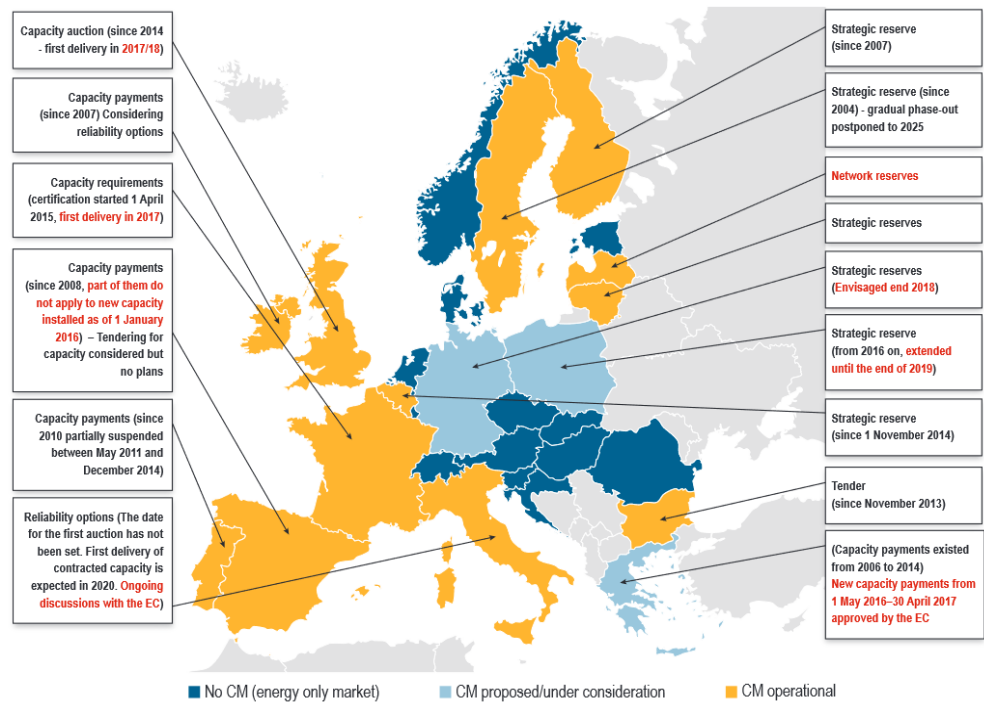 Capacity auction (since 2014
- first delivery in 2017/18)
Capacity payments
(since 2007) Considering
reliability options
Capacity requirements
(certification started 1 April
2015, first delivery in 2017)
Capacity payments
(since 2008, part of them do
not apply to new capacity
installed as of 1 January
2016) – Tendering for
capacity considered but
no plans
Capacity payments (since
2010 partially suspended
between May 2011 and
December 2014)
Reliability options (The date
for the first auction has not
been set. First delivery of
contracted capacity is
expected in 2020. Ongoing
discussions with the EC)
Strategic reserve
(since 2007)
Strategic reserve (since
2004) - gradual phase-out
postponed to 2025
Network reserves
Strategic reserves
Strategic reserves
(Envisaged end 2018)
Strategic reserve
(from 2016 on, extended
until the end of 2019)
Strategic reserve
(since 1 November 2014)
Tender
(since November 2013)
(Capacity payments existed
from 2006 to 2014)
New capacity payments from
1 May 2016–30 April 2017
approved by the EC
No CM (energy only market)
CM proposed/under consideration
CM operational